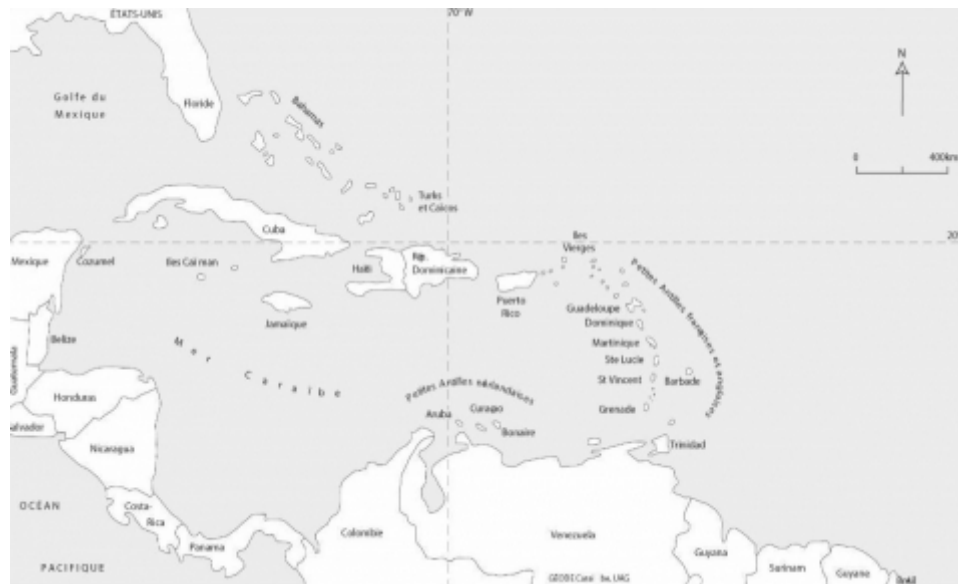 ÉTATS-UNIS
70° W
N
Golfe du
Mexique
Floride
Bahamas
0 400km
Turks
et Caicos
Cuba
Iles
Vierges
20
Mexique
Cozumel
Iles Caïman
Haïti
Rép.
Dominicaine
Puerto
Rico
Petites Antilles françaises et anglaises
Guadeloupe
Dominique
Jamaïque
Belize
Mer Caraïbe
Martinique
Ste Lucie
Guatemala
St Vincent
Barbade
Petites Antilles néerlandaises
Honduras
Grenade
Aruba
Curaçao
Bonaire
Salvador
Nicaragua
Trinidad
OCÉAN
PACIFIQUE
Costa-
Rica
Panama
Colombie
Venezuela
Guyana
Surinam
Guyane
Brésil